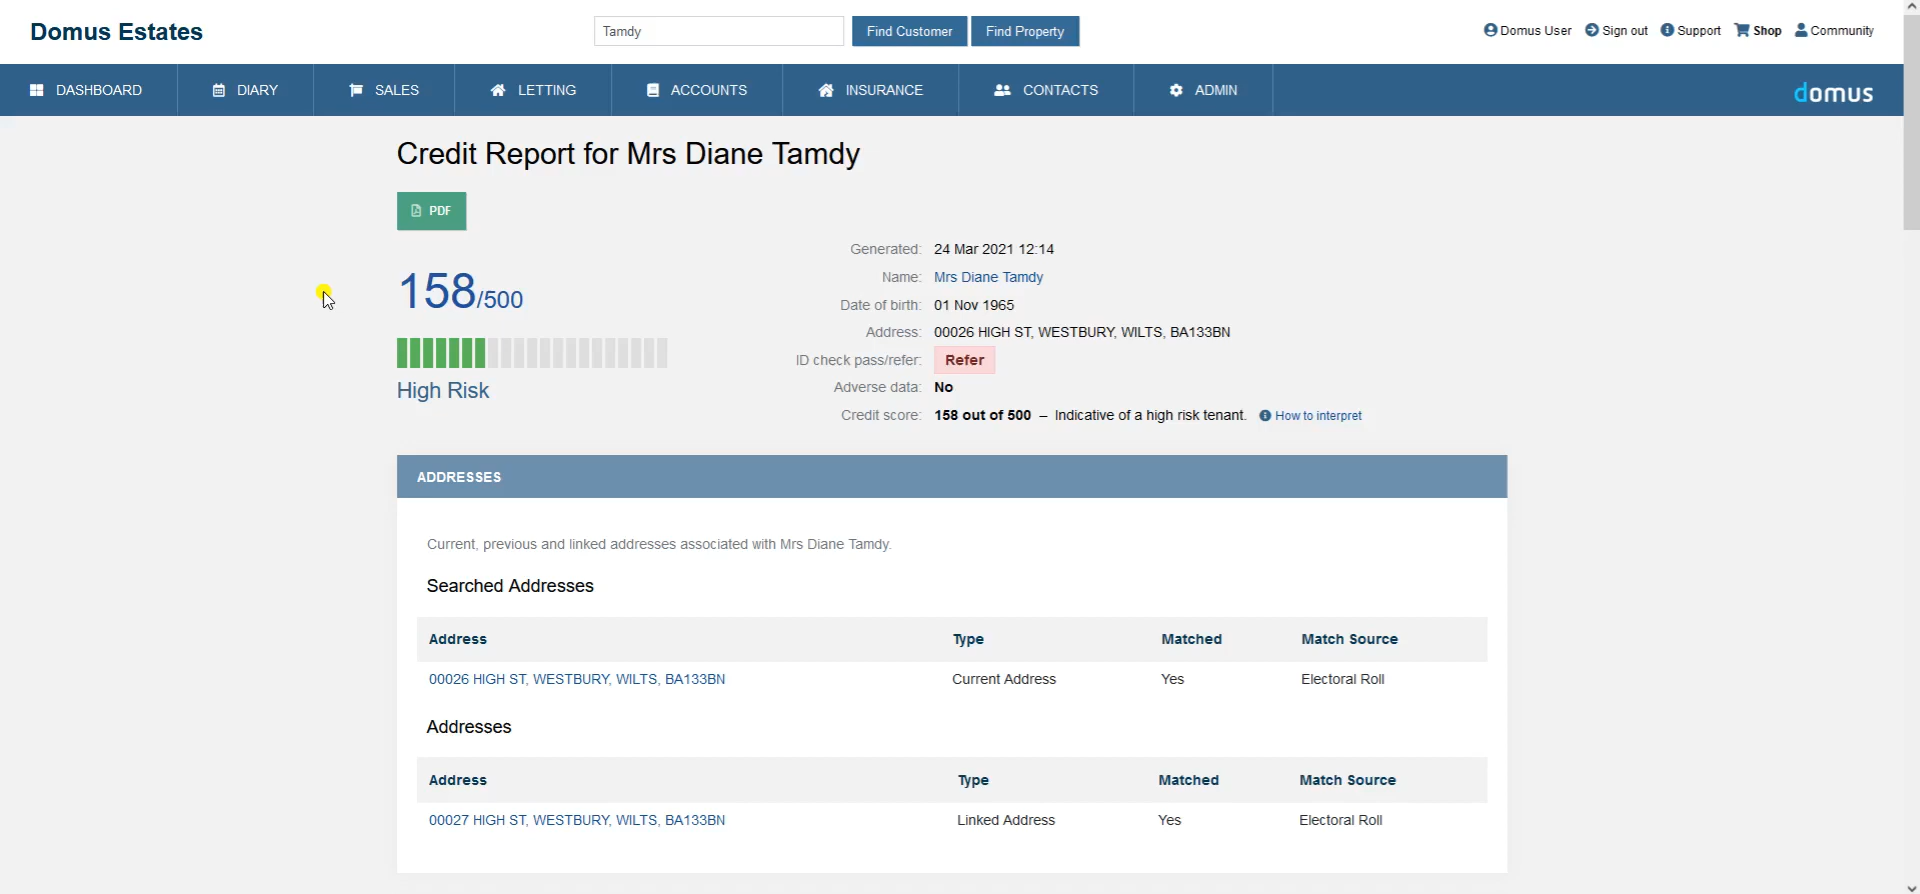 Domus Estates
Tamdy
Find Customer
Find Property
Domus User
Sign out
Support
Shop
Community
DASHBOARD
DIARY
SALES
LETTING
ACCOUNTS
INSURANCE
CONTACTS
ADMIN
domus
Credit Report for Mrs Diane Tamdy
PDF
158/500
High Risk
Generated: 24 Mar 2021 12:14
Name: Mrs Diane Tamdy
Date of birth: 01 Nov 1965
Address: 00026 HIGH ST, WESTBURY, WILTS, BA133BN
ID check pass/refer: Refer
Adverse data: No
Credit score: 158 out of 500 – Indicative of a high risk tenant. How to interpret
ADDRESSES
Current, previous and linked addresses associated with Mrs Diane Tamdy.
Searched Addresses
Address Type Matched Match Source
00026 HIGH ST, WESTBURY, WILTS, BA133BN Current Address Yes Electoral Roll
Addresses
Address Type Matched Match Source
00027 HIGH ST, WESTBURY, WILTS, BA133BN Linked Address Yes Electoral Roll